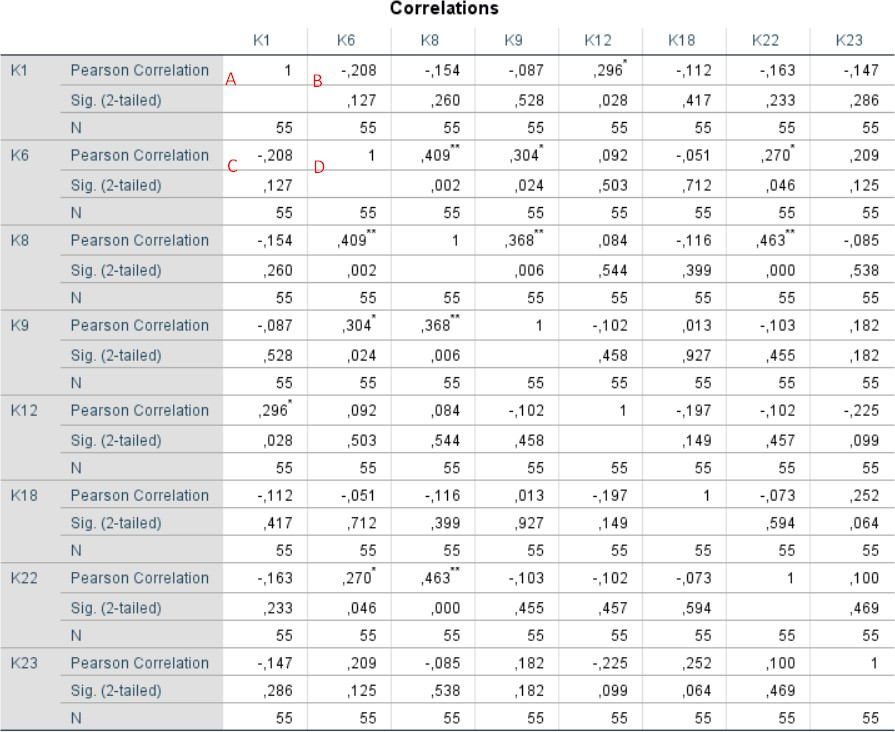 Correlations
K1 K6 K8 K9 K12 K18 K22 K23
K1 Pearson Correlation A 1 B -,208 -,154 -,087 ,296* -,112 -,163 -,147
Sig. (2-tailed) ,127 ,260 ,528 ,028 ,417 ,233 ,286
N 55 55 55 55 55 55 55 55
K6 Pearson Correlation C -,208 D 1 ,409** ,304* ,092 -,051 ,270* ,209
Sig. (2-tailed) ,127 ,002 ,024 ,503 ,712 ,046 ,125
N 55 55 55 55 55 55 55 55
K8 Pearson Correlation -,154 ,409** 1 ,368** ,084 -,116 ,463** -,085
Sig. (2-tailed) ,260 ,002 ,006 ,544 ,399 ,000 ,538
N 55 55 55 55 55 55 55 55
K9 Pearson Correlation -,087 ,304* ,368** 1 -,102 ,013 -,103 ,182
Sig. (2-tailed) ,528 ,024 ,006 ,458 ,927 ,455 ,182
N 55 55 55 55 55 55 55 55
K12 Pearson Correlation ,296* ,092 ,084 -,102 1 -,197 -,102 -,225
Sig. (2-tailed) ,028 ,503 ,544 ,458 ,149 ,457 ,099
N 55 55 55 55 55 55 55 55
K18 Pearson Correlation -,112 -,051 -,116 ,013 -,197 1 -,073 ,252
Sig. (2-tailed) ,417 ,712 ,399 ,927 ,149 ,594 ,064
N 55 55 55 55 55 55 55 55
K22 Pearson Correlation -,163 ,270* ,463** -,103 -,102 -,073 1 ,100
Sig. (2-tailed) ,233 ,046 ,000 ,455 ,457 ,594 ,469
N 55 55 55 55 55 55 55 55
K23 Pearson Correlation -,147 ,209 -,085 ,182 -,225 ,252 ,100 1
Sig. (2-tailed) ,286 ,125 ,538 ,182 ,099 ,064 ,469
N 55 55 55 55 55 55 55 55